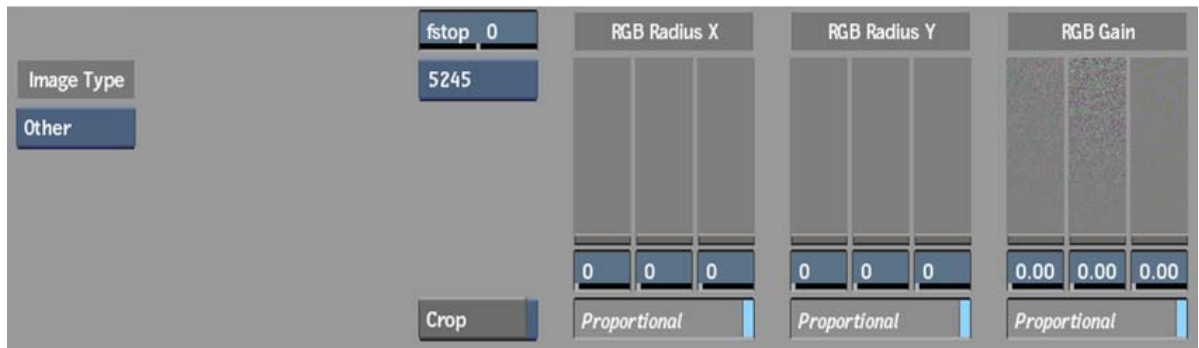 fstop 0
RGB Radius X
RGB Radius Y
RGB Gain
Image Type
5245
Other
0 0 0
0 0 0
0.00 0.00 0.00
Crop
Proportional
Proportional
Proportional